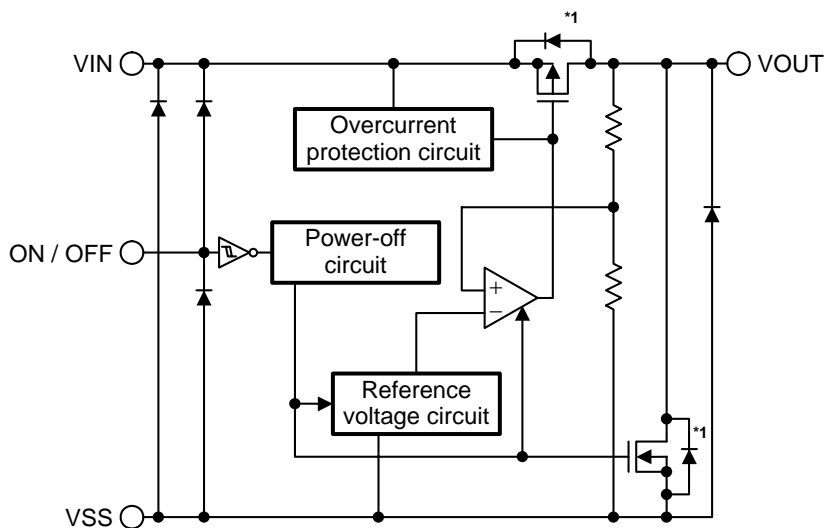 *1
VIN
VOUT
Overcurrent
protection circuit
ON / OFF
Power-off
circuit
+
−
Reference
voltage circuit
*1
VSS